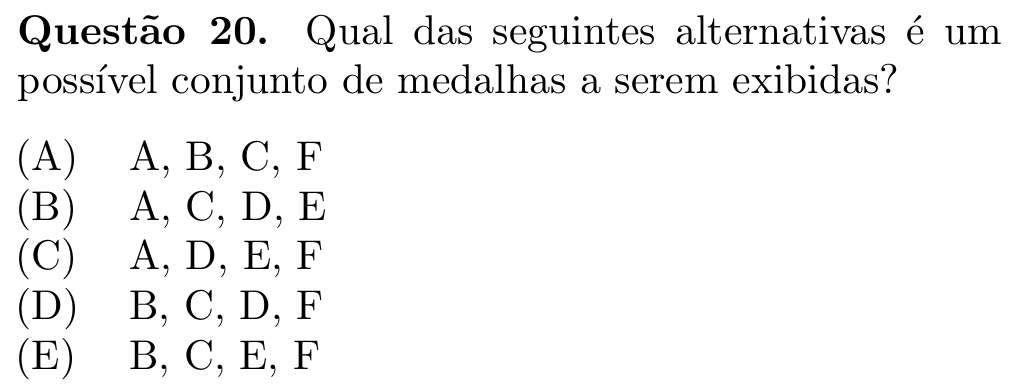 Questão 20. Qual das seguintes alternativas é um
possível conjunto de medalhas a serem exibidas?
(A) A, B, C, F
(B) A, C, D, E
(C) A, D, E, F
(D) B, C, D, F
(E) B, C, E, F